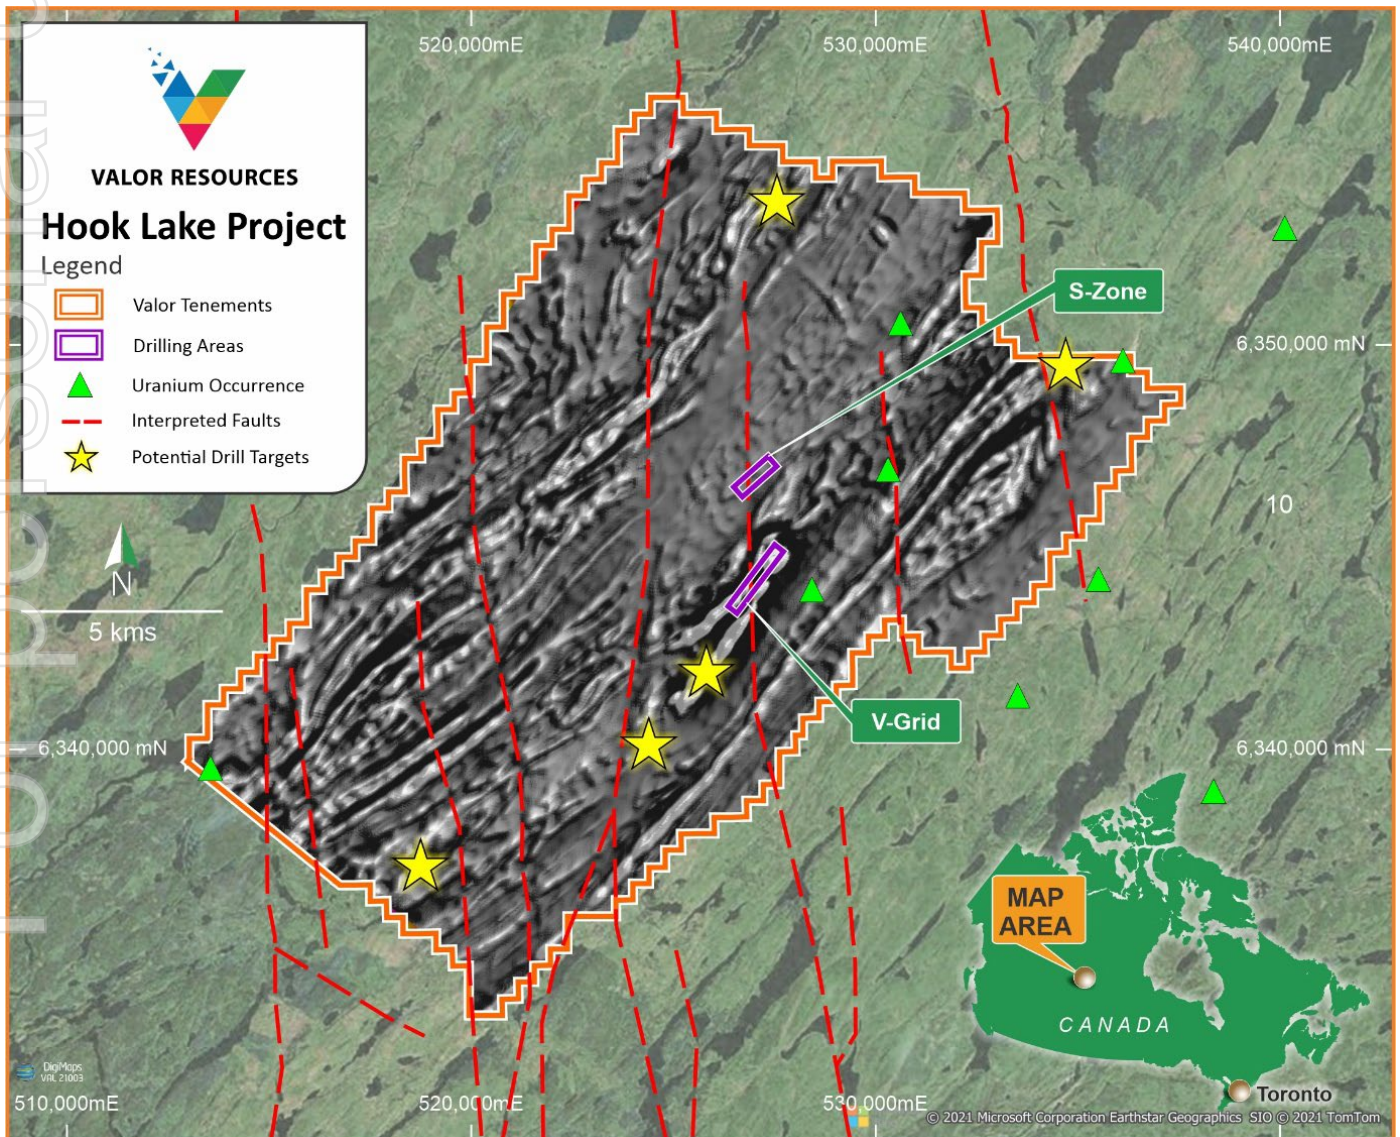 520,000mE
530,000mE
540,000mE
VALOR RESOURCES
Hook Lake Project
Legend
Valor Tenements
Drilling Areas
Uranium Occurrence
Interpreted Faults
Potential Drill Targets
S-Zone
6,350,000 mN
10
N
5 kms
V-Grid
6,340,000 mN
6,340,000 mN
MAP
AREA
CANADA
Toronto
DigiMaps
VAL 21003
510,000mE
520,000mE
530,000mE
© 2021 Microsoft Corporation Earthstar Geographics SIO © 2021 TomTom